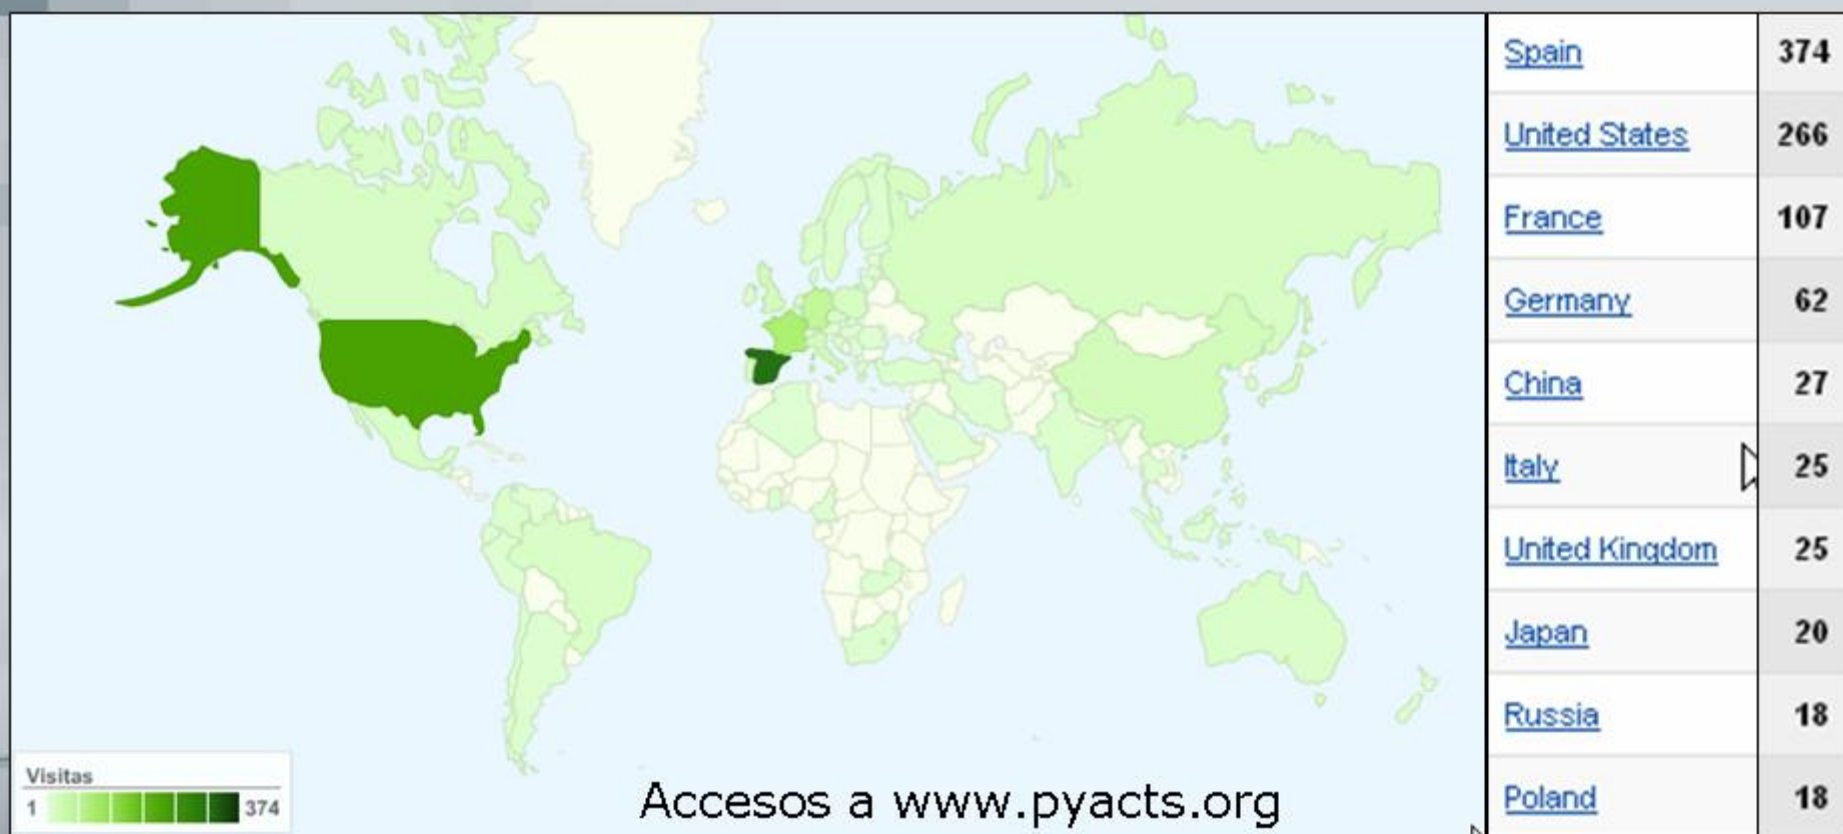 Spain 374
United States 266
France 107
Germany 62
China 27
Italy 25
United Kingdom 25
Japan 20
Russia 18
Poland 18
Visitas
1 374
Accesos a www.pyacts.org